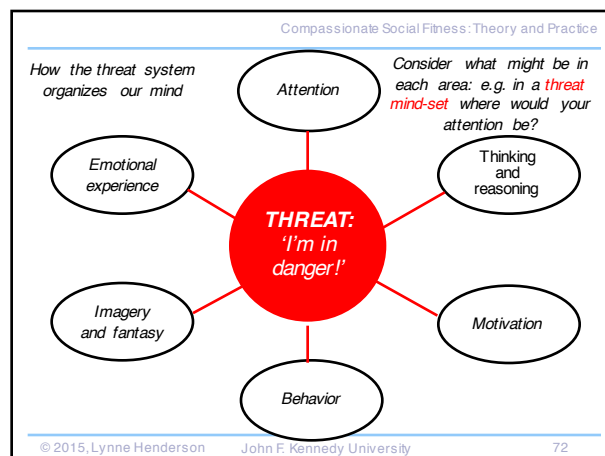 Compassionate Social Fitness: Theory and Practice
How the threat system
organizes our mind
Attention
Consider what might be in
each area: e.g. in a threat
mind-set where would your
attention be?
Emotional
experience
Thinking
and
reasoning
THREAT:
‘I’m in
danger!’
Imagery
and fantasy
Motivation
Behavior
© 2015, Lynne Henderson John F. Kennedy University 72